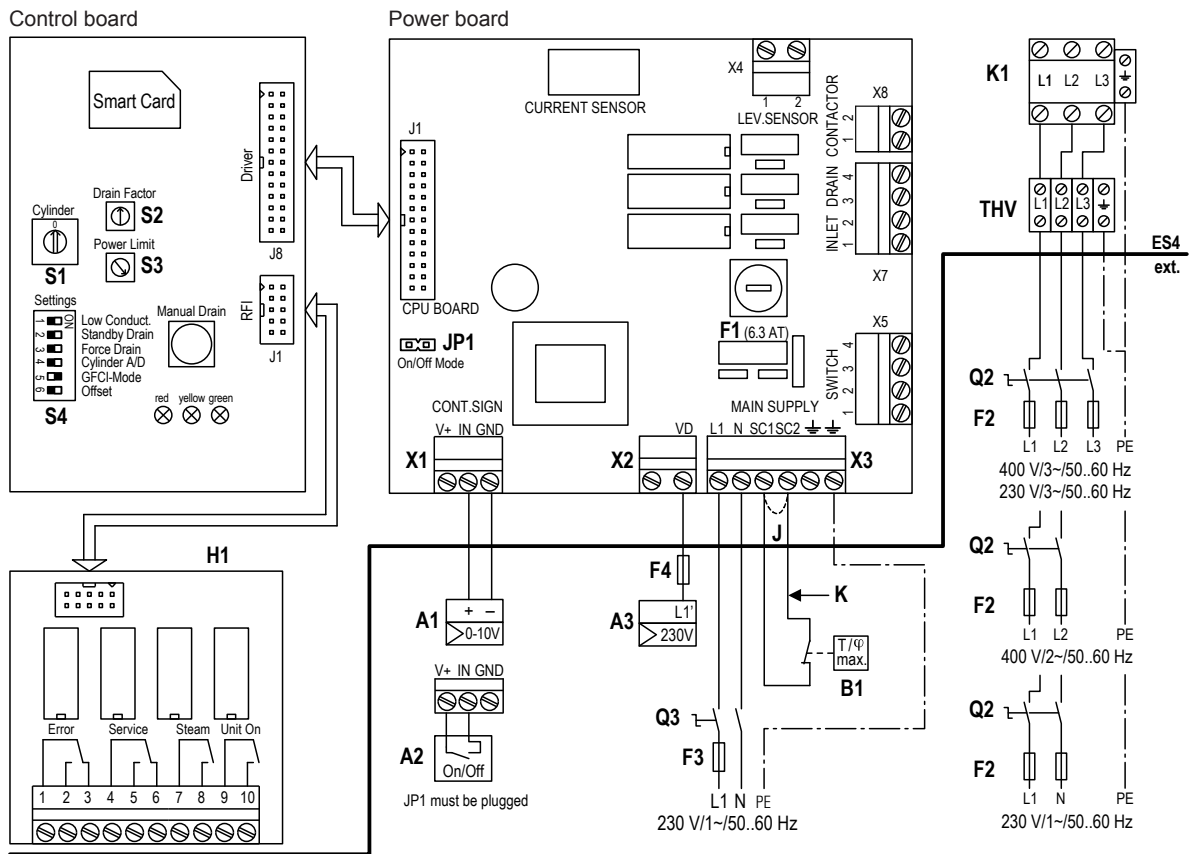 Control board
Smart Card
Driver
J8
Drain Factor
S2
Cylinder
0
S1
Power Limit
S3
Settings
ON
1 Low Conduct.
2 Standby Drain
3 Force Drain
4 Cylinder A/D
5 GFCI-Mode
6 Offset
S4
Manual Drain
RFI
J1
red yellow green
H1
Error Service Steam Unit On
1 2 3 4 5 6 7 8 9 10
Power board
CURRENT SENSOR
X4
1 2
LEV.SENSOR
J1
CPU BOARD
JP1
On/Off Mode
X8
CONTACTOR
1 2
INLET DRAIN
1 2 3 4
X7
F1 (6.3 AT)
X5
SWITCH
1 2 3 4
CONT.SIGN
V+ IN GND
X1
VD
X2
MAIN SUPPLY
L1 N SC1 SC2
X3
J
A1
+ –
0-10V
V+ IN GND
A2
On/Off
JP1 must be plugged
F4
A3
L1'
230V
K
T/φ
max.
B1
Q3
F3
L1 N PE
230 V/1~/50..60 Hz
K1
L1 L2 L3
THV
L1 L2 L3
ES4
ext.
Q2
F2
L1 L2 L3 PE
400 V/3~/50..60 Hz
230 V/3~/50..60 Hz
Q2
F2
L1 L2 PE
400 V/2~/50..60 Hz
Q2
F2
L1 N PE
230 V/1~/50..60 Hz